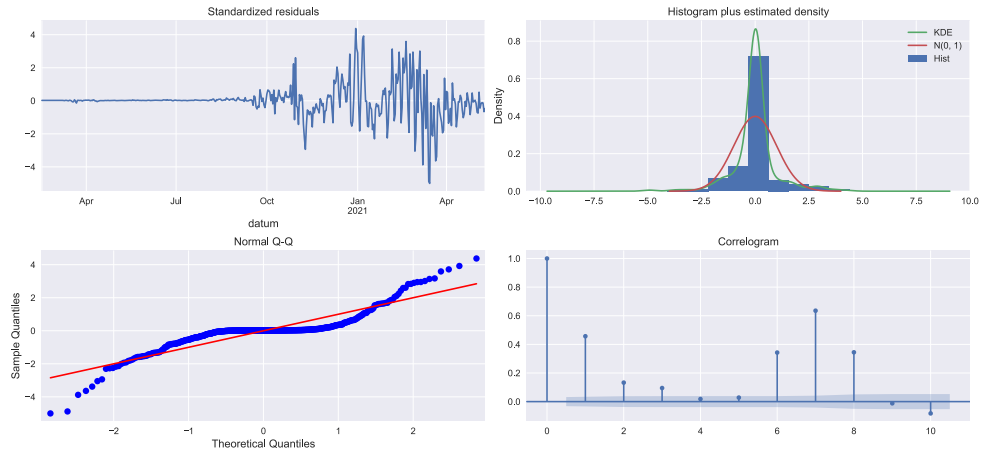 Standardized residuals
4
2
0
−2
−4
Apr
Jul
Oct
Jan
2021
Apr
datum
Histogram plus estimated density
Density
0.8
0.6
0.4
0.2
0.0
−10.0
−7.5
−5.0
−2.5
0.0
2.5
5.0
7.5
10.0
KDE
N(0, 1)
Hist
Normal Q-Q
Sample Quantiles
4
2
0
−2
−4
−2
−1
0
1
2
Theoretical Quantiles
Correlogram
1.0
0.8
0.6
0.4
0.2
0.0
0
2
4
6
8
10